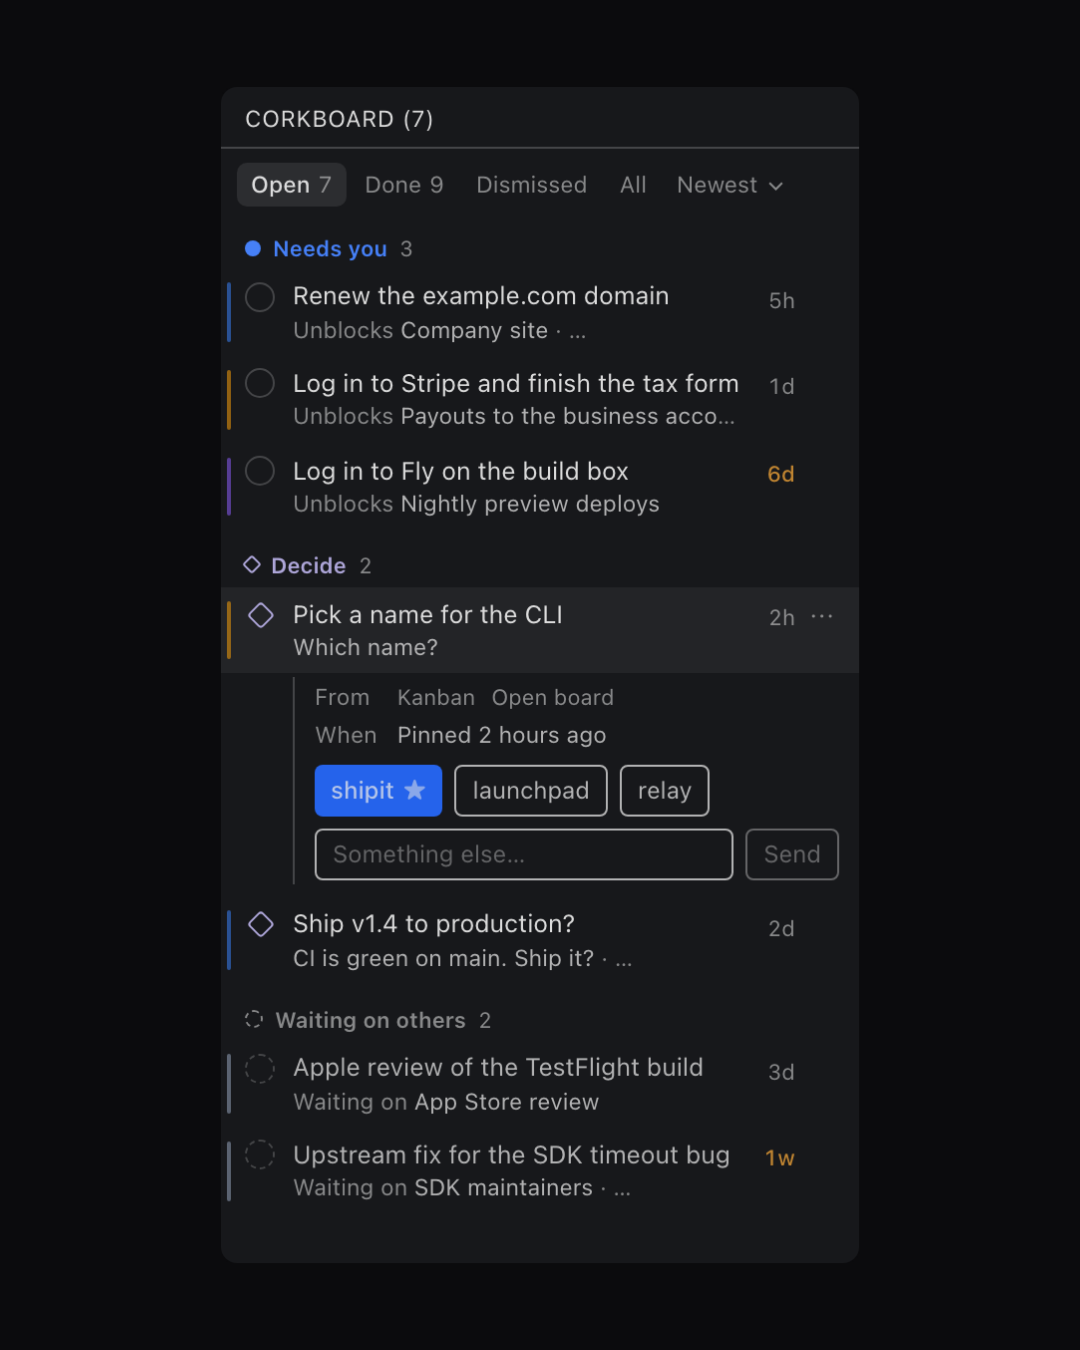 CORKBOARD (7)
Open 7 Done 9 Dismissed All Newest
Needs you 3
Renew the example.com domain 5h
Unblocks Company site · ...
Log in to Stripe and finish the tax form 1d
Unblocks Payouts to the business acco...
Log in to Fly on the build box 6d
Unblocks Nightly preview deploys
Decide 2
Pick a name for the CLI 2h ···
Which name?
From Kanban Open board
When Pinned 2 hours ago
shipit ★ launchpad relay
Something else... Send
Ship v1.4 to production? 2d
CI is green on main. Ship it? · ...
Waiting on others 2
Apple review of the TestFlight build 3d
Waiting on App Store review
Upstream fix for the SDK timeout bug 1w
Waiting on SDK maintainers · ...